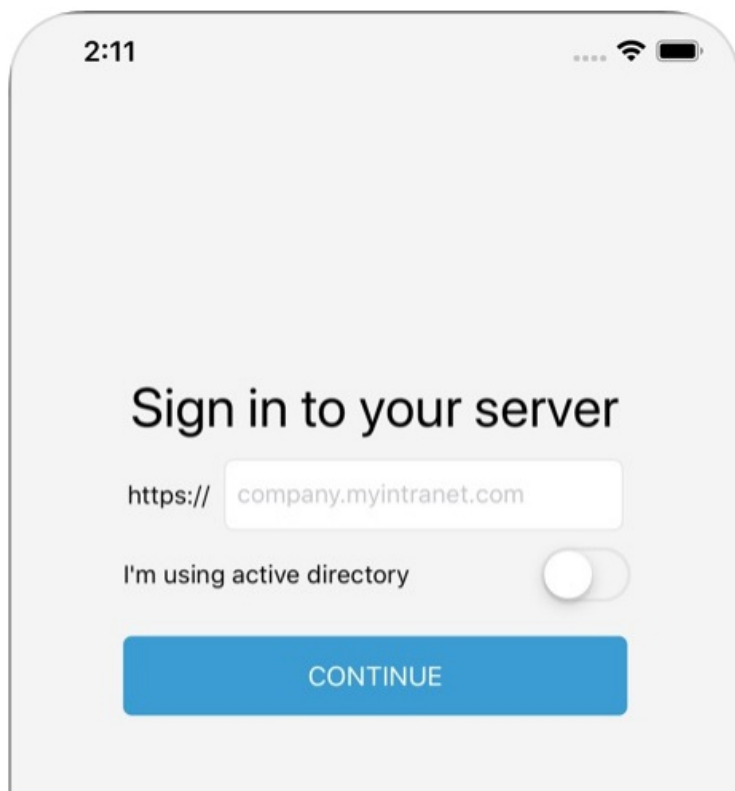 2:11
Sign in to your server
https:// company.myintranet.com
I'm using active directory
CONTINUE